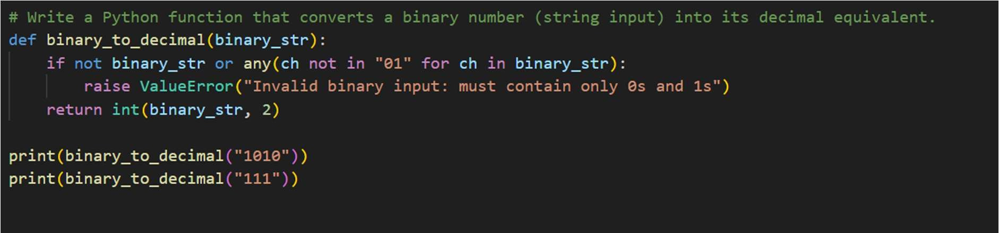 # Write a Python function that converts a binary number (string input) into its decimal equivalent.
def binary_to_decimal(binary_str):
    if not binary_str or any(ch not in "01" for ch in binary_str):
        raise ValueError("Invalid binary input: must contain only 0s and 1s")
    return int(binary_str, 2)

print(binary_to_decimal("1010"))
print(binary_to_decimal("111"))